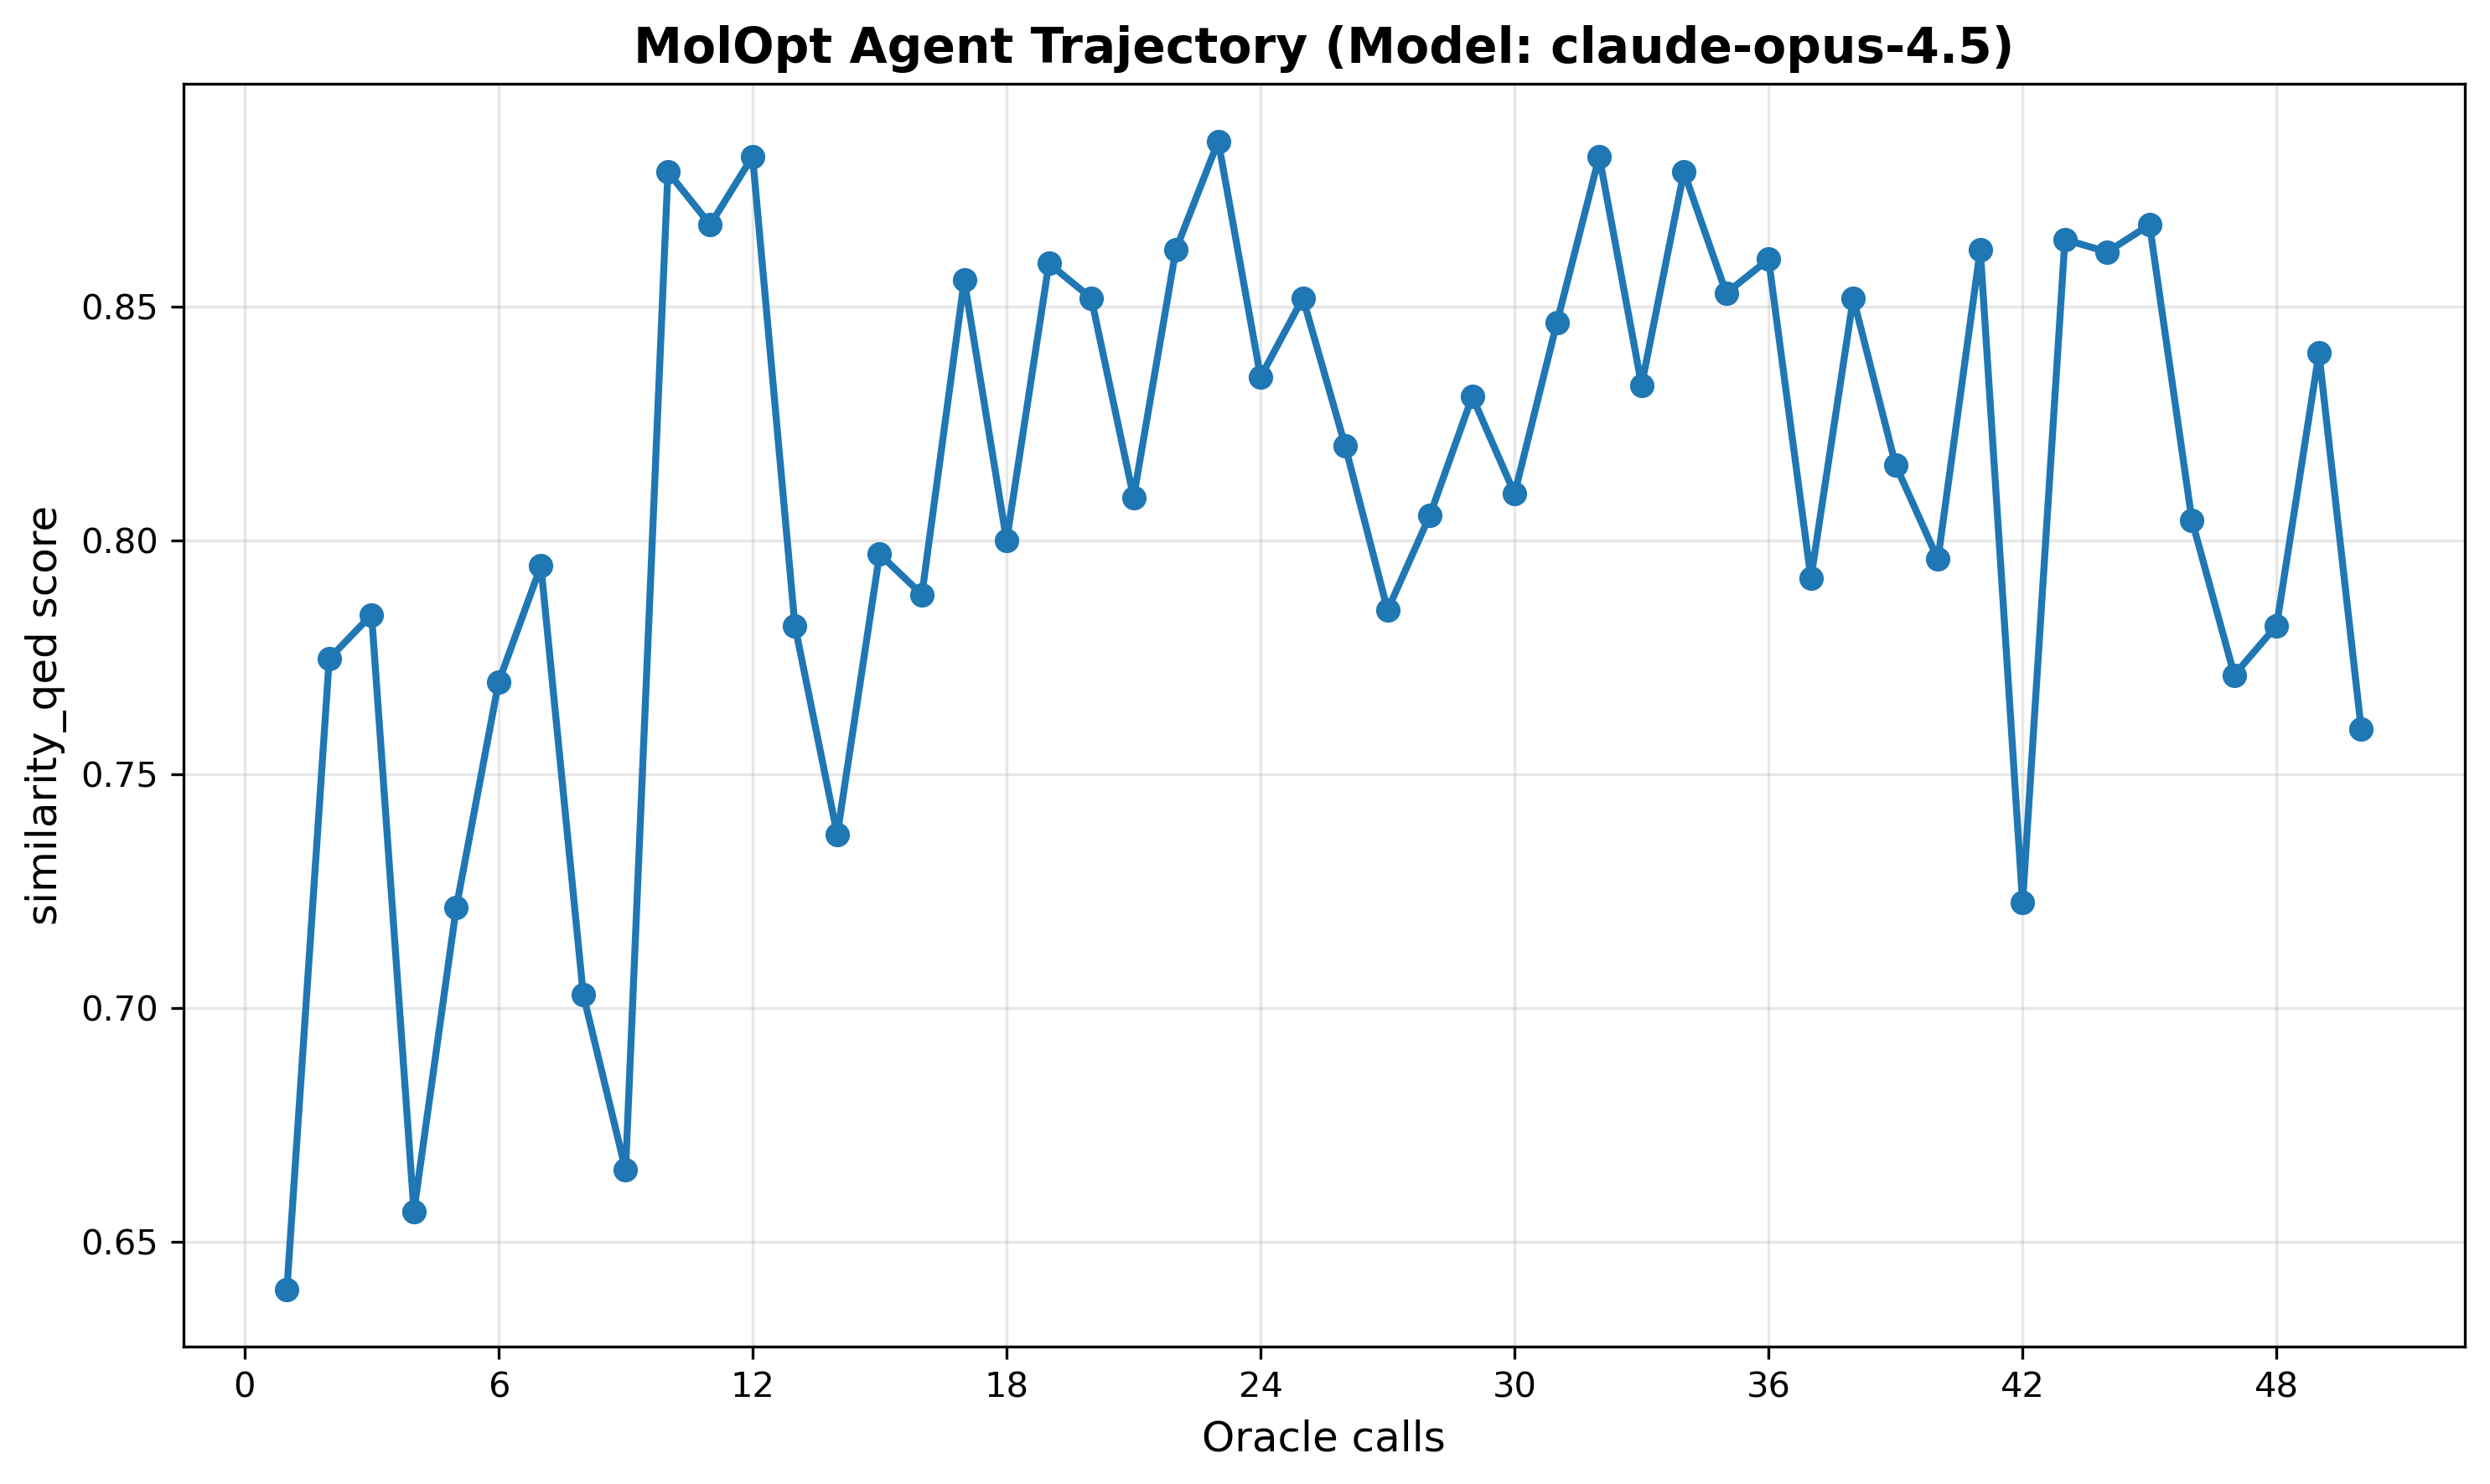 MolOpt Agent Trajectory (Model: claude-opus-4.5)
similarity_qed score
0.85
0.80
0.75
0.70
0.65
0 6 12 18 24 30 36 42 48
Oracle calls